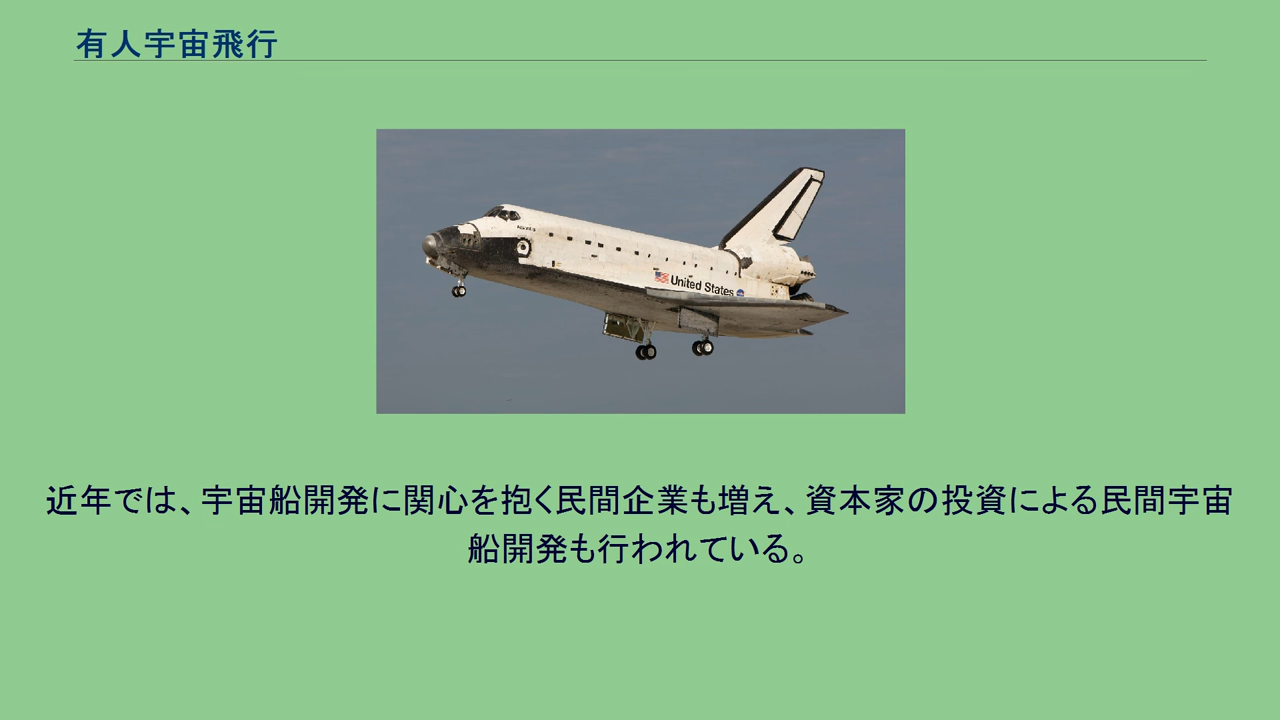 有人宇宙飛行
United States
近年では、宇宙船開発に関心を抱く民間企業も増え、資本家の投資による民間宇宙
船開発も行われている。